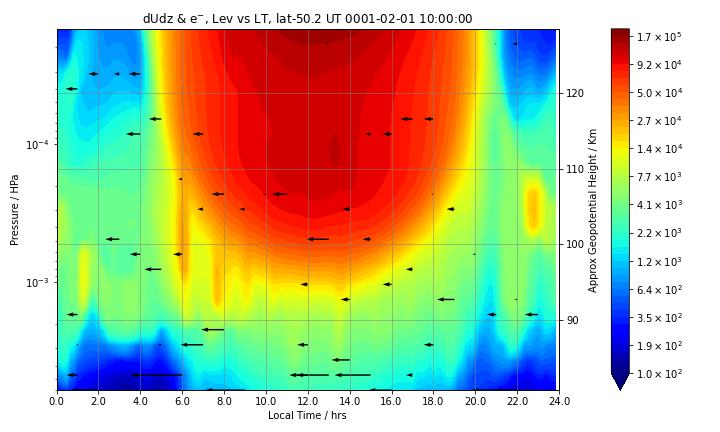 dUdz & e⁻, Lev vs LT, lat-50.2 UT 0001-02-01 10:00:00
Pressure / HPa
10⁻⁴
10⁻³
0.0 2.0 4.0 6.0 8.0 10.0 12.0 14.0 16.0 18.0 20.0 22.0 24.0
Local Time / hrs
120
110
100
90
Approx Geopotential Height / Km
1.7 × 10⁵
9.2 × 10⁴
5.0 × 10⁴
2.7 × 10⁴
1.4 × 10⁴
7.7 × 10³
4.1 × 10³
2.2 × 10³
1.2 × 10³
6.4 × 10²
3.5 × 10²
1.9 × 10²
1.0 × 10²